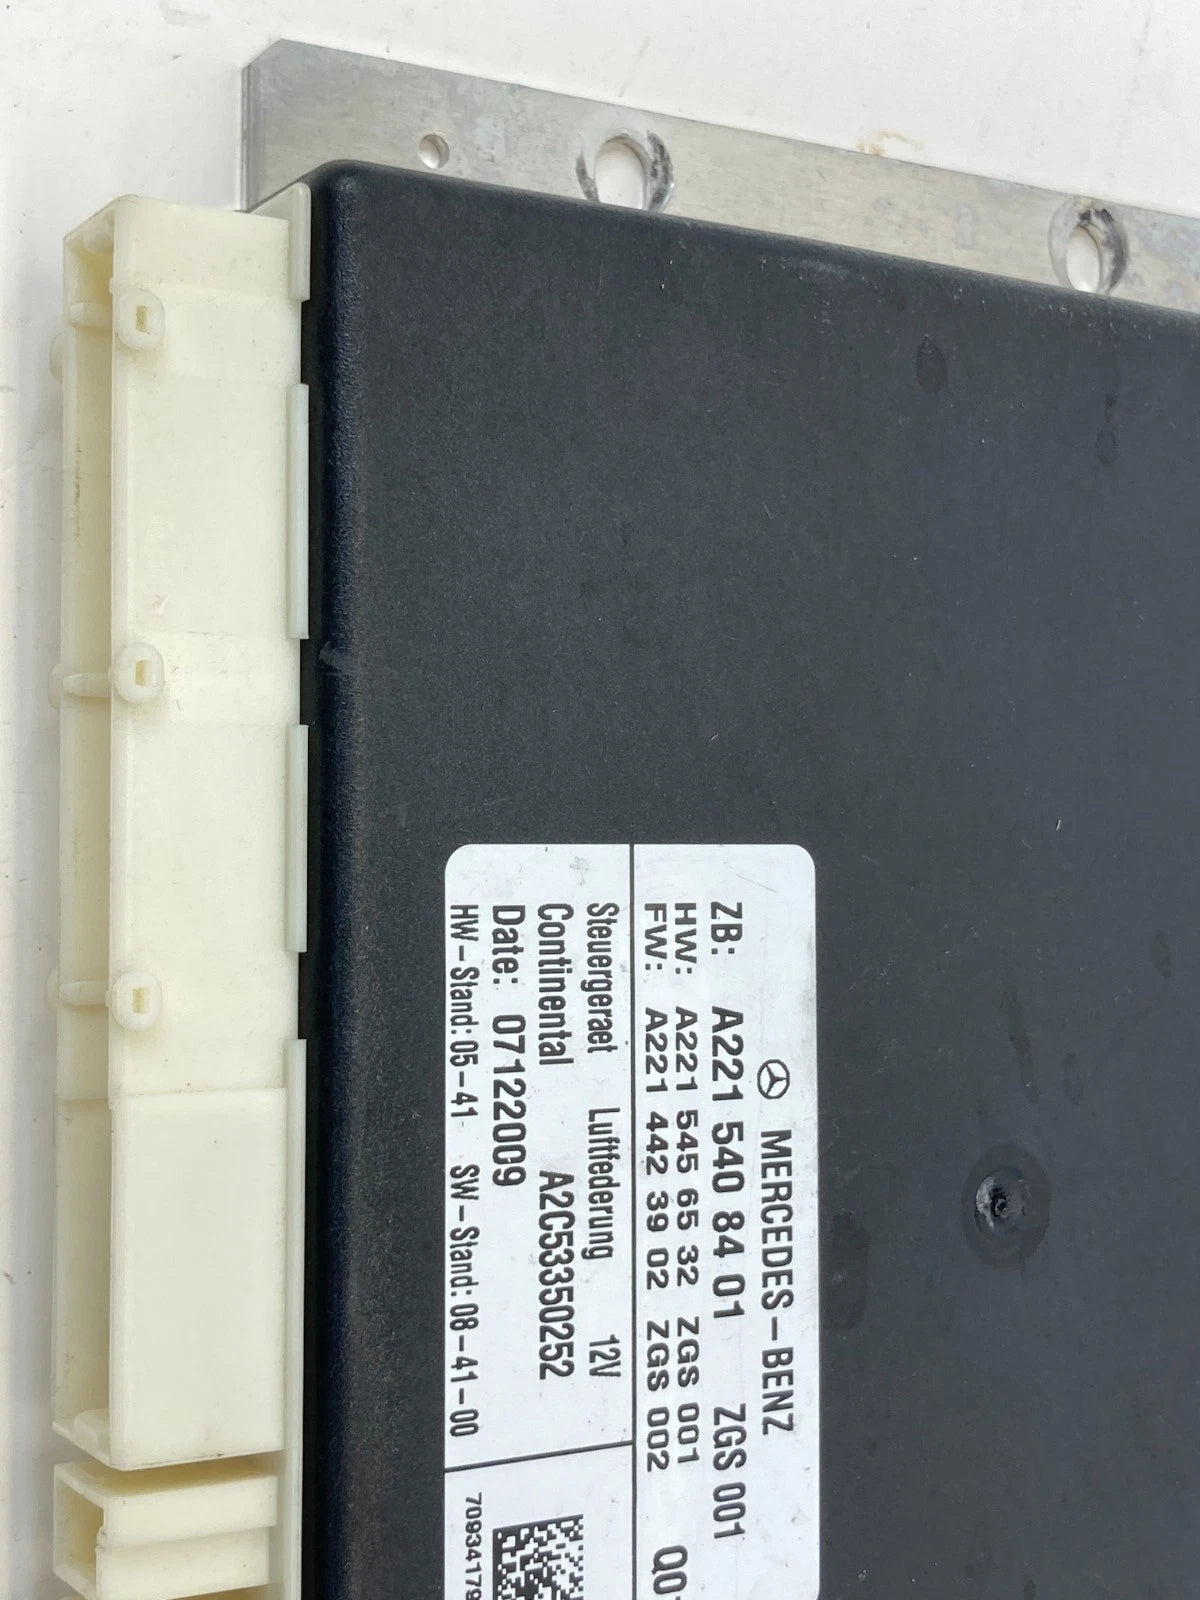 MERCEDES-BENZ
ZB: A221 540 84 01 ZGS 001
HW: A221 545 65 32 ZGS 001
FW: A221 442 39 02 ZGS 002
Steuergeraet Luftfederung 12V
Continental A2C53350252
Date: 07122009
HW-Stand: 05-41 SW-Stand: 08-41-00